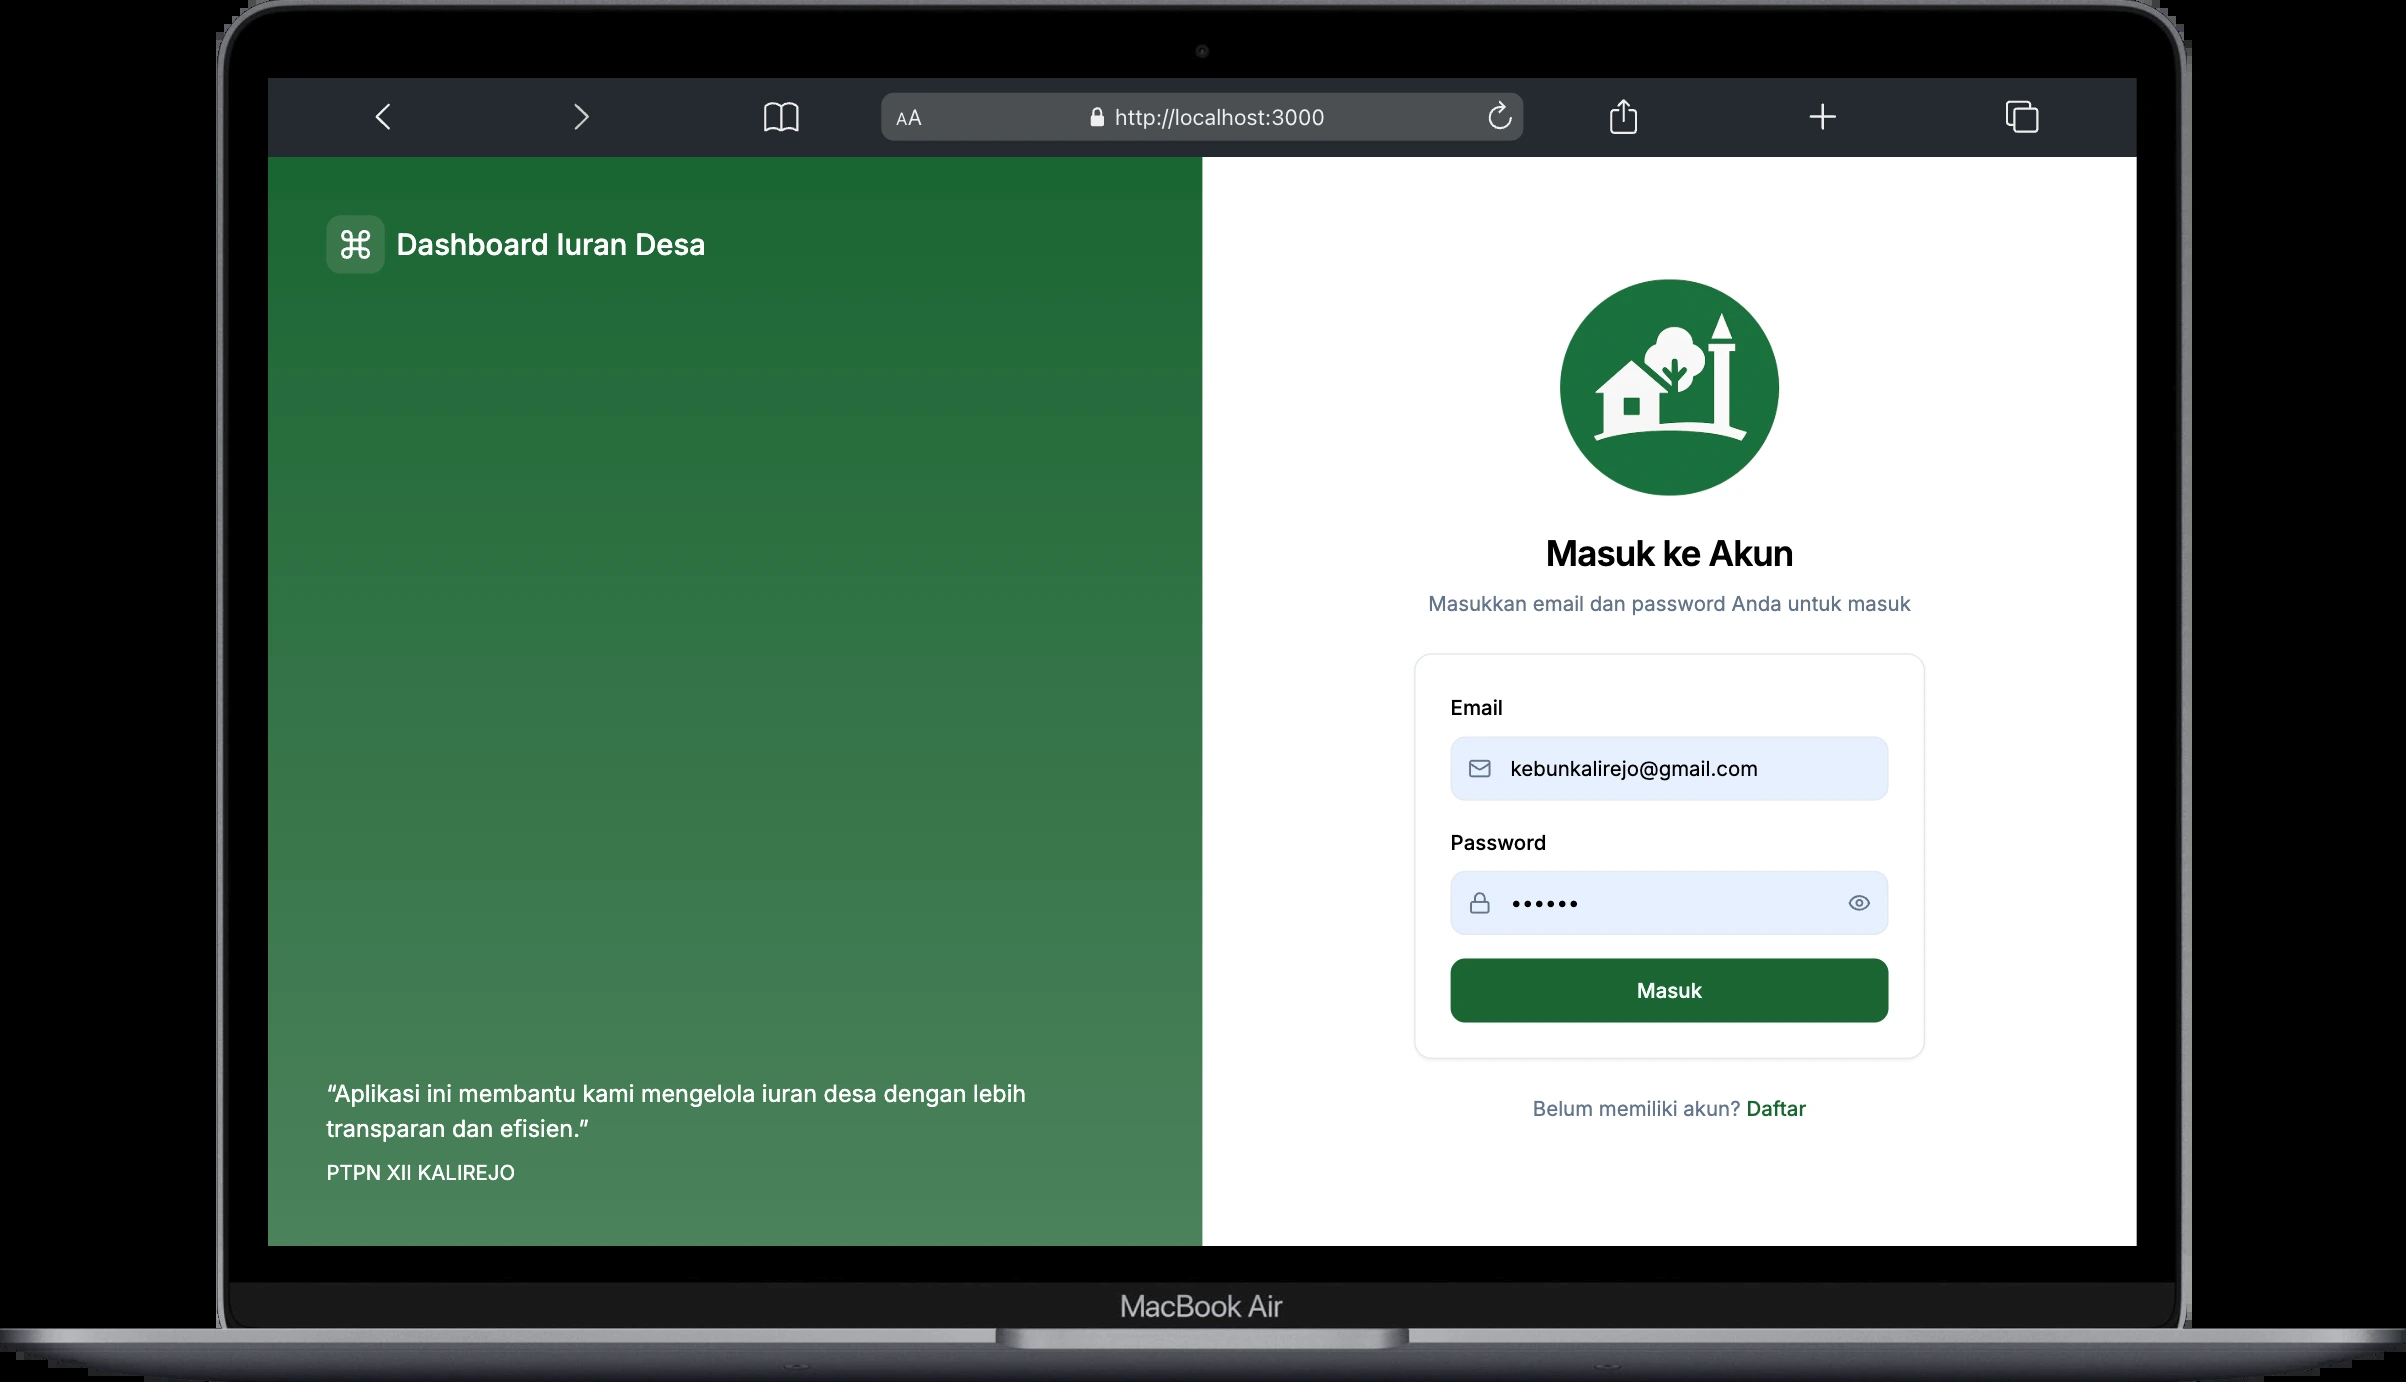 AA
http://localhost:3000
Dashboard Iuran Desa
“Aplikasi ini membantu kami mengelola iuran desa dengan lebih
transparan dan efisien.”
PTPN XII KALIREJO
Masuk ke Akun
Masukkan email dan password Anda untuk masuk
Email
kebunkalirejo@gmail.com
Password
••••••
Masuk
Belum memiliki akun? Daftar
MacBook Air